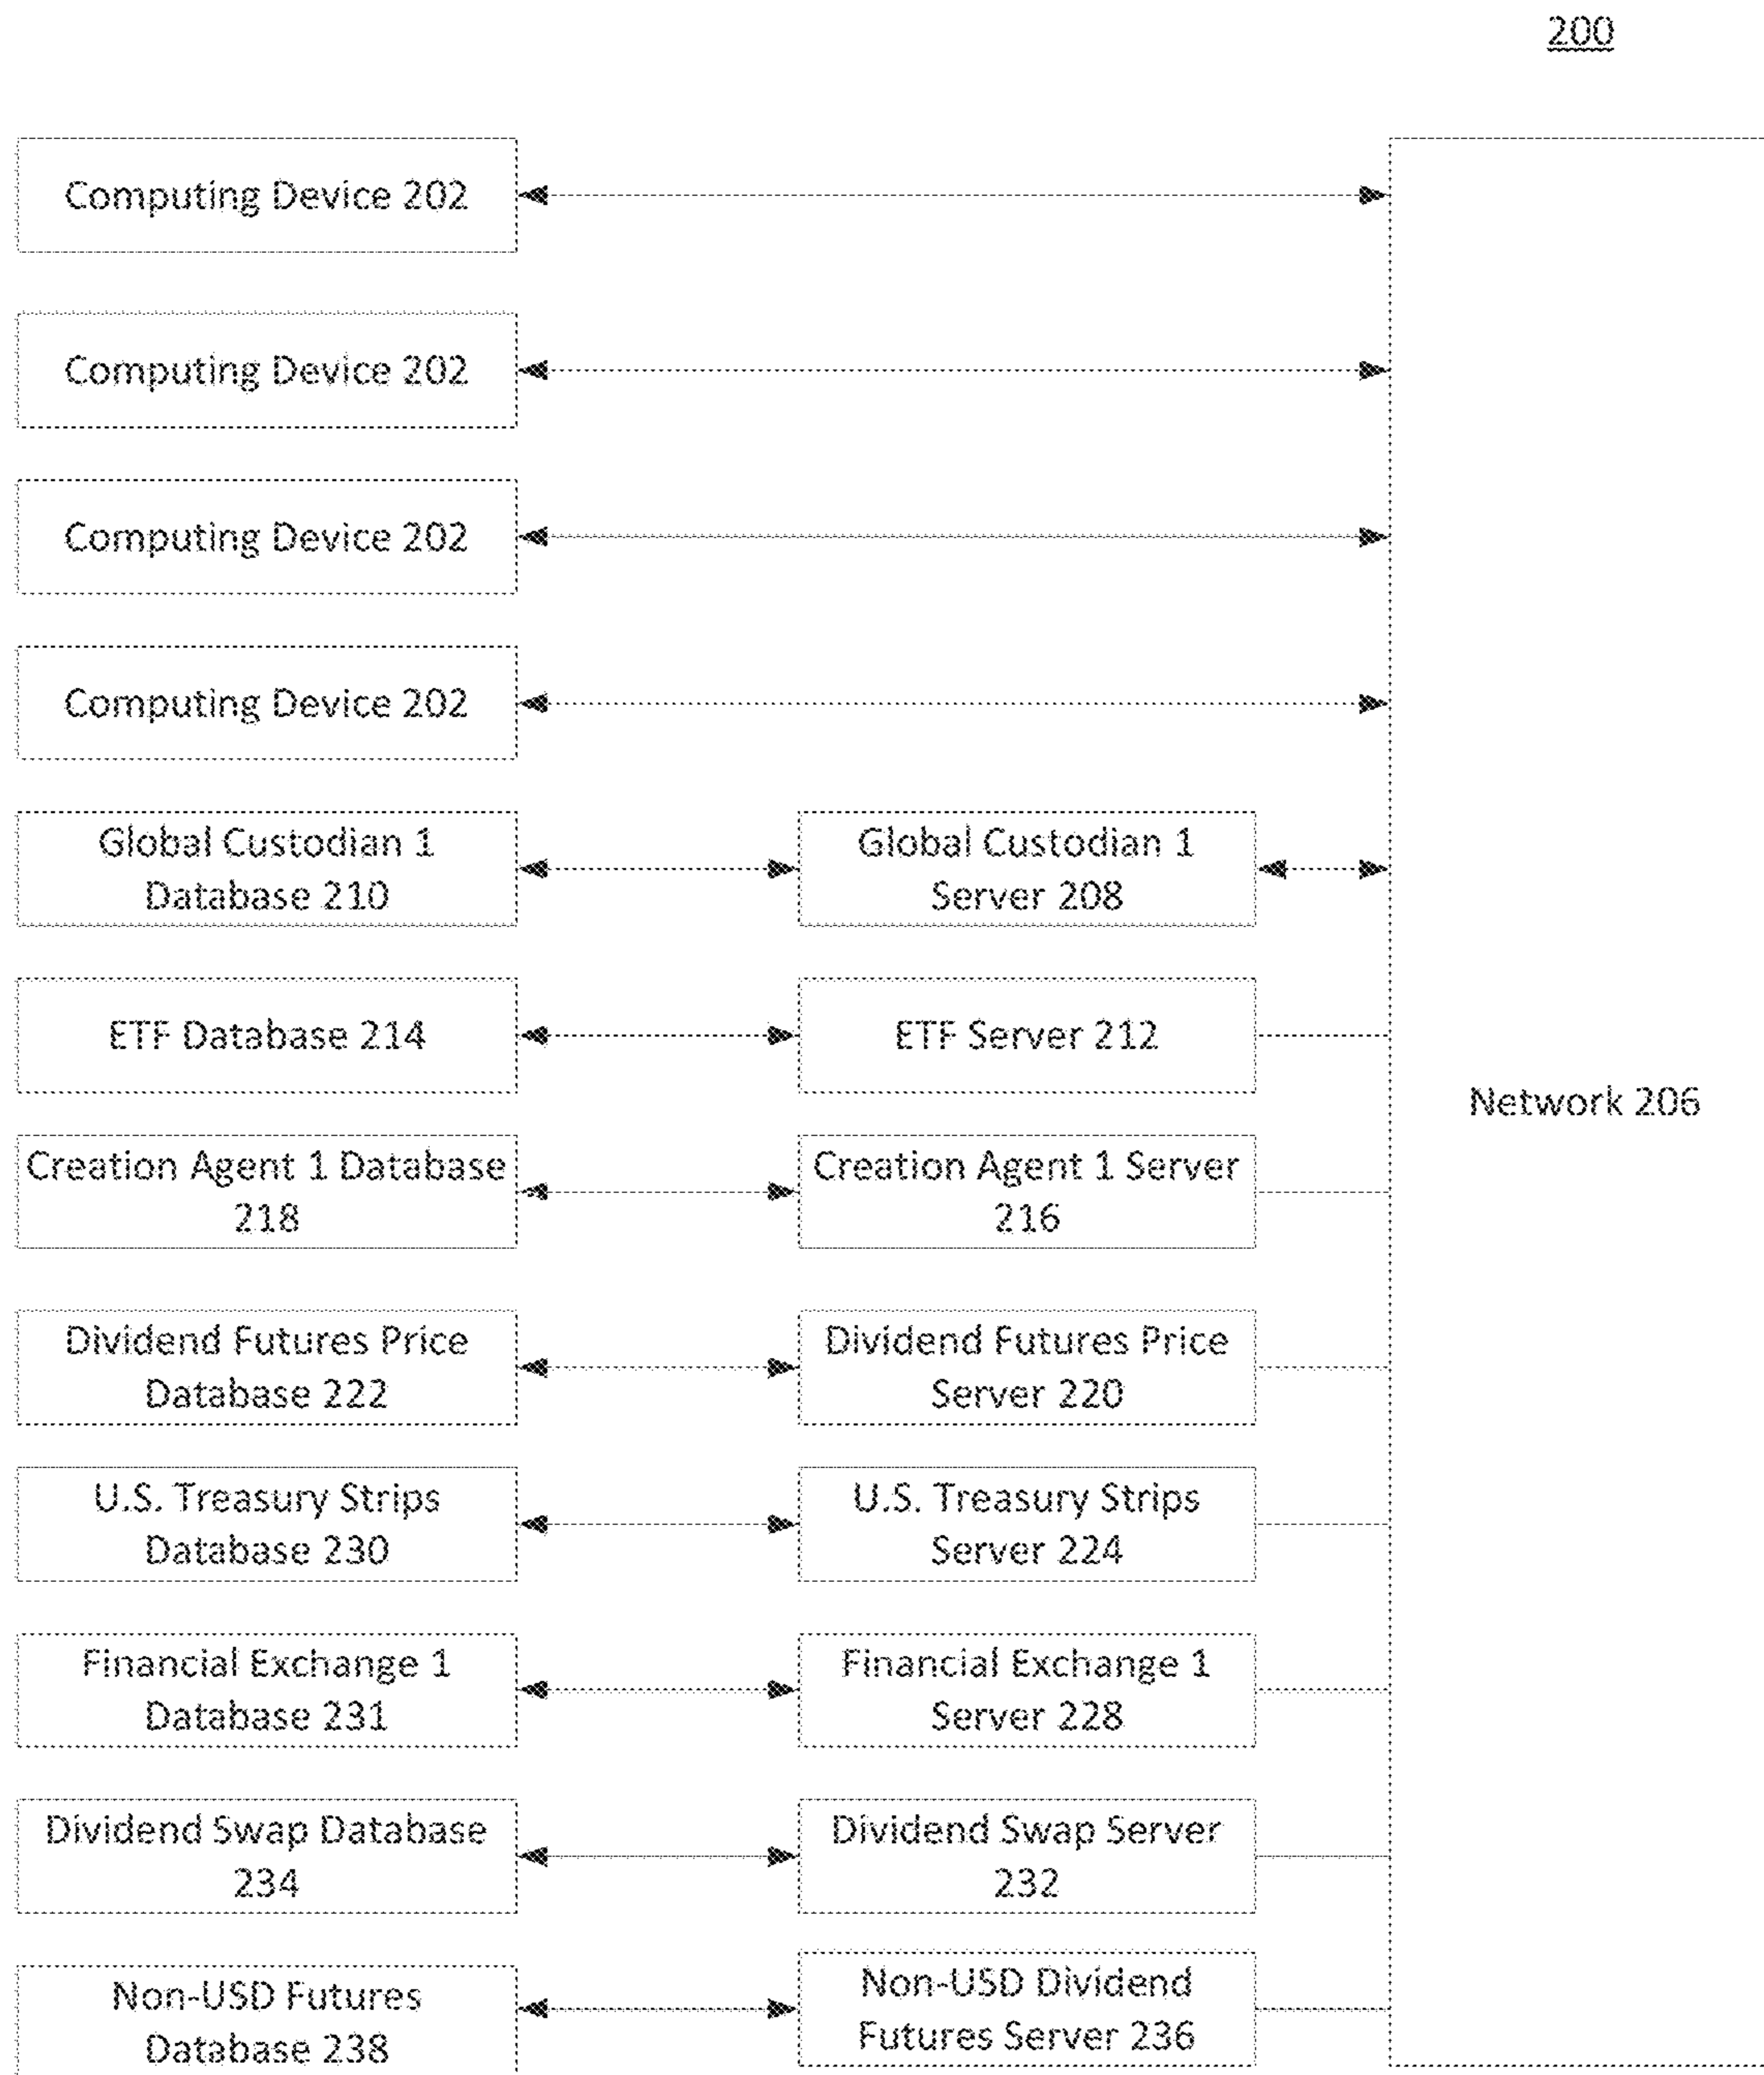 200
Computing Device 202
Computing Device 202
Computing Device 202
Computing Device 202
Global Custodian 1
Database 210
Global Custodian 1
Server 208
ETF Database 214
ETF Server 212
Network 206
Creation Agent 1 Database
218
Creation Agent 1 Server
216
Dividend Futures Price
Database 222
Dividend Futures Price
Server 220
U.S. Treasury Strips
Database 230
U.S. Treasury Strips
Server 224
Financial Exchange 1
Database 231
Financial Exchange 1
Server 228
Dividend Swap Database
234
Dividend Swap Server
232
Non-USD Futures
Database 238
Non-USD Dividend
Futures Server 236